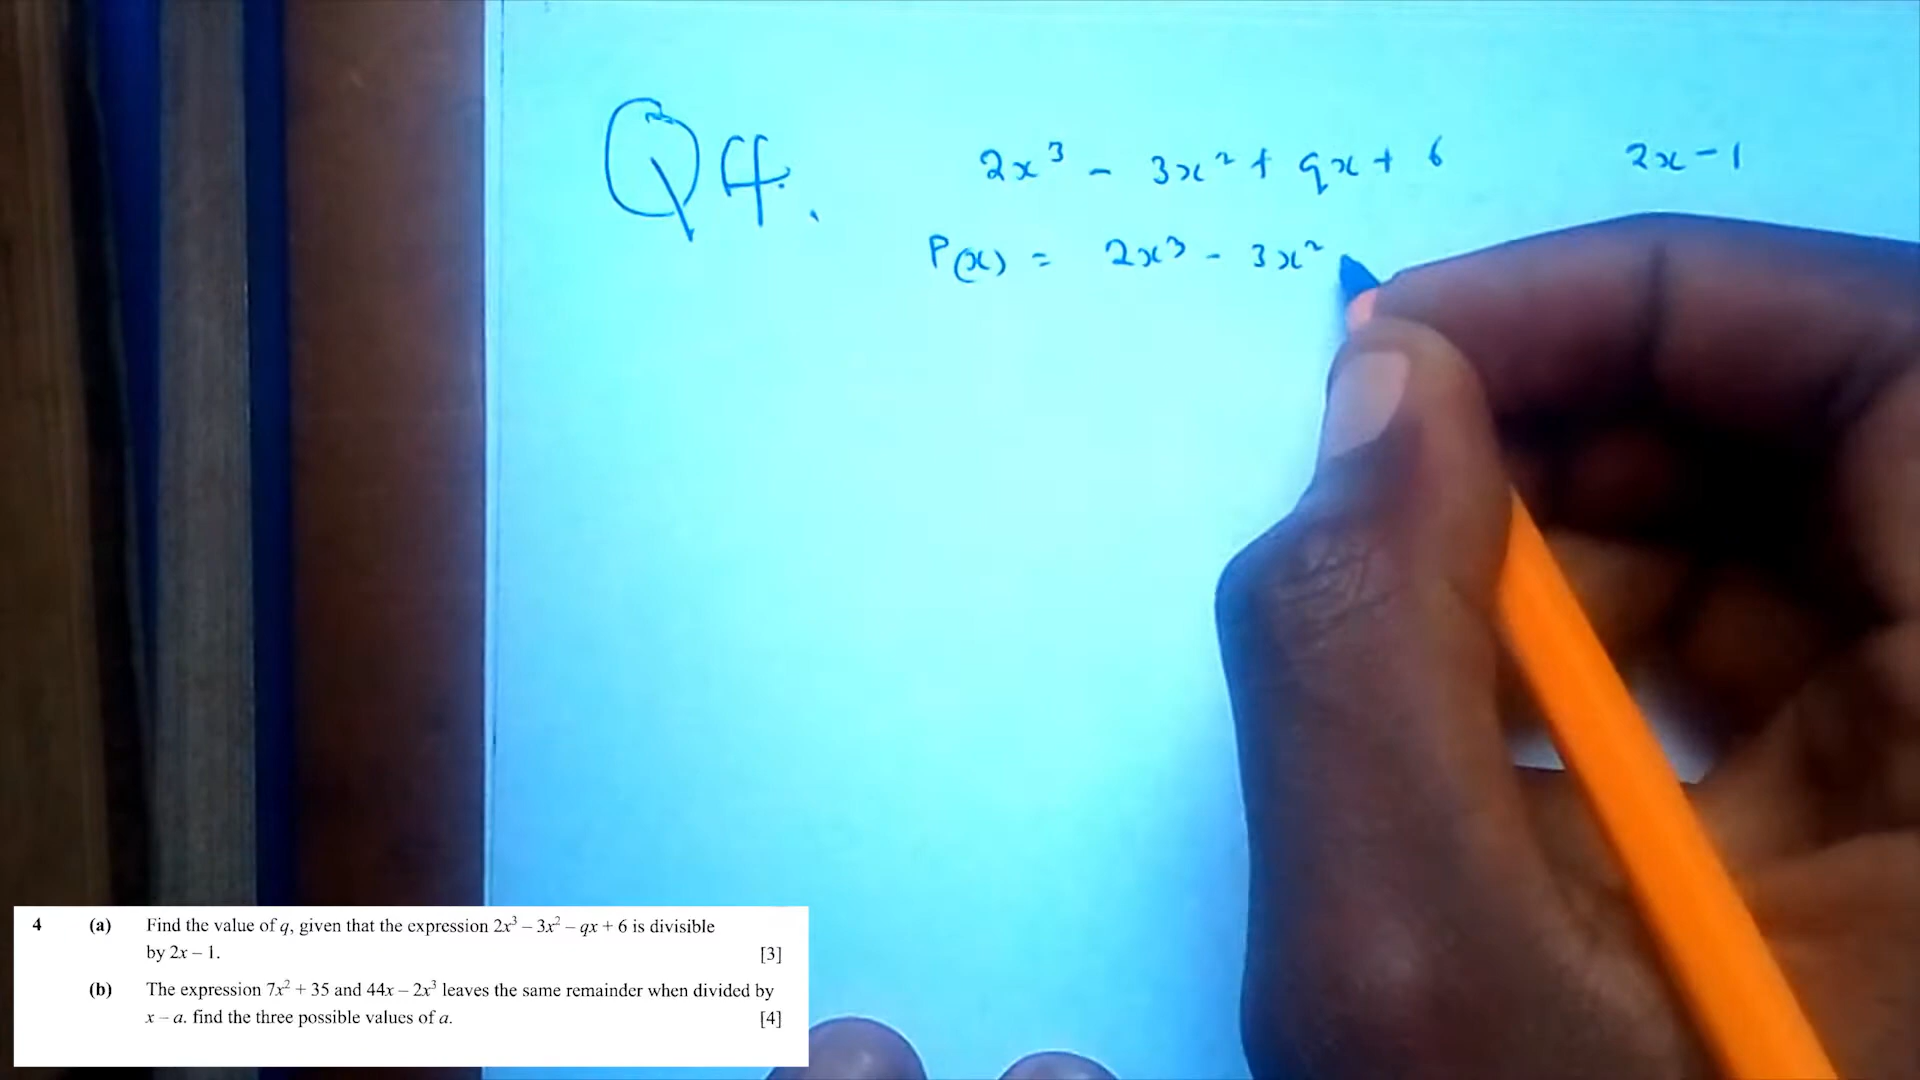 Q4.
2x³ - 3x² + qx + 6 2x-1
P(x) = 2x³ - 3x²
4 (a) Find the value of q, given that the expression 2x³ – 3x² – qx + 6 is divisible
by 2x – 1. [3]
(b) The expression 7x² + 35 and 44x – 2x³ leaves the same remainder when divided by
x – a. find the three possible values of a. [4]